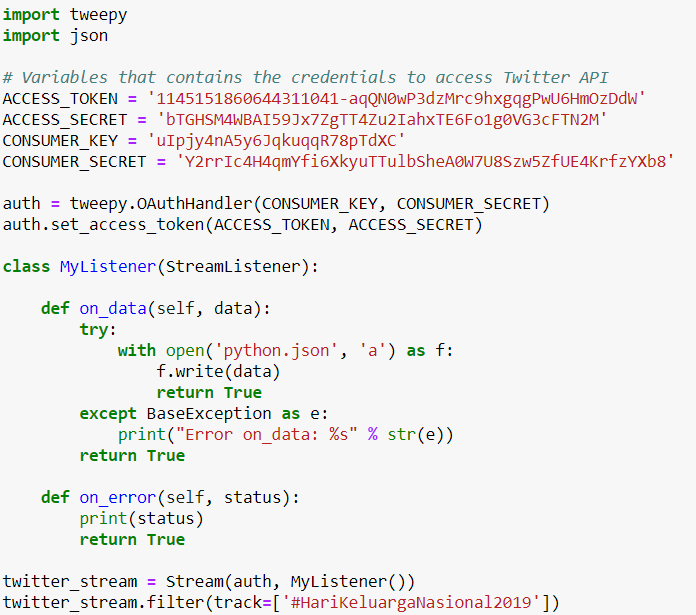 import tweepy
import json

# Variables that contains the credentials to access Twitter API
ACCESS_TOKEN = '1145151860644311041-aqQN0wP3dzMrc9hxgqgPwU6HmOzDdW'
ACCESS_SECRET = 'bTGHSM4WBAI59Jx7ZgTT4Zu2IahxTE6Fo1g0VG3cFTN2M'
CONSUMER_KEY = 'uIpjy4nA5y6JqkuqqR78pTdXC'
CONSUMER_SECRET = 'Y2rrIc4H4qmYfi6XkyuTTulbSheA0W7U8Szw5ZfUE4KrfzYXb8'

auth = tweepy.OAuthHandler(CONSUMER_KEY, CONSUMER_SECRET)
auth.set_access_token(ACCESS_TOKEN, ACCESS_SECRET)

class MyListener(StreamListener):

    def on_data(self, data):
        try:
            with open('python.json', 'a') as f:
                f.write(data)
                return True
        except BaseException as e:
            print("Error on_data: %s" % str(e))
        return True

    def on_error(self, status):
        print(status)
        return True

twitter_stream = Stream(auth, MyListener())
twitter_stream.filter(track=['#HariKeluargaNasional2019'])